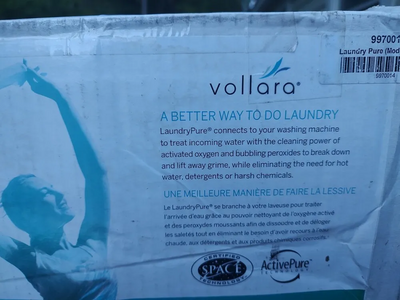 997001
Laundry Pure (Mod
9970014
vollara®
A BETTER WAY TO DO LAUNDRY
LaundryPure® connects to your washing machine
to treat incoming water with the cleaning power of
activated oxygen and bubbling peroxides to break down
and lift away grime, while eliminating the need for hot
water, detergents or harsh chemicals.
UNE MEILLEURE MANIÈRE DE FAIRE LA LESSIVE
Le LaundryPure® se branche à votre laveuse pour traiter
l'arrivée d'eau grâce au pouvoir nettoyant de l'oxygène activé
et des peroxydes moussants afin de dissoudre et de déloger
les saletés tout en éliminant le besoin d'avoir recours à l'eau
chaude, aux détergents et aux produits chimiques
CERTIFIED
SPACE
TECHNOLOGY
ActivePure™
TECHNOLOGY